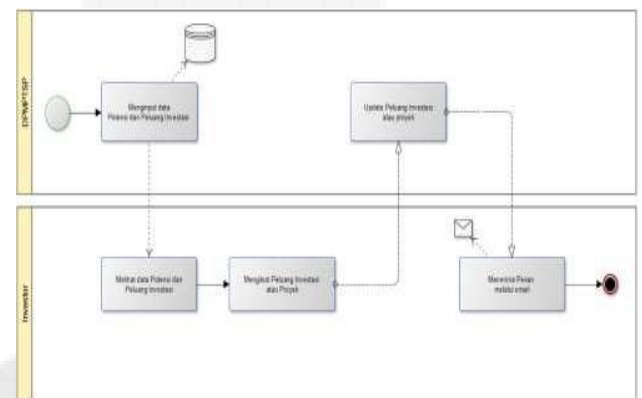 DPMPTSP
Menginput data
Potensi dan Peluang Investasi
Update Peluang Investasi
atau proyek
Investor
Melihat data Potensi dan
Peluang Investasi
Mengikuti Peluang Investasi
atau Proyek
Menerima Pesan
melalui email